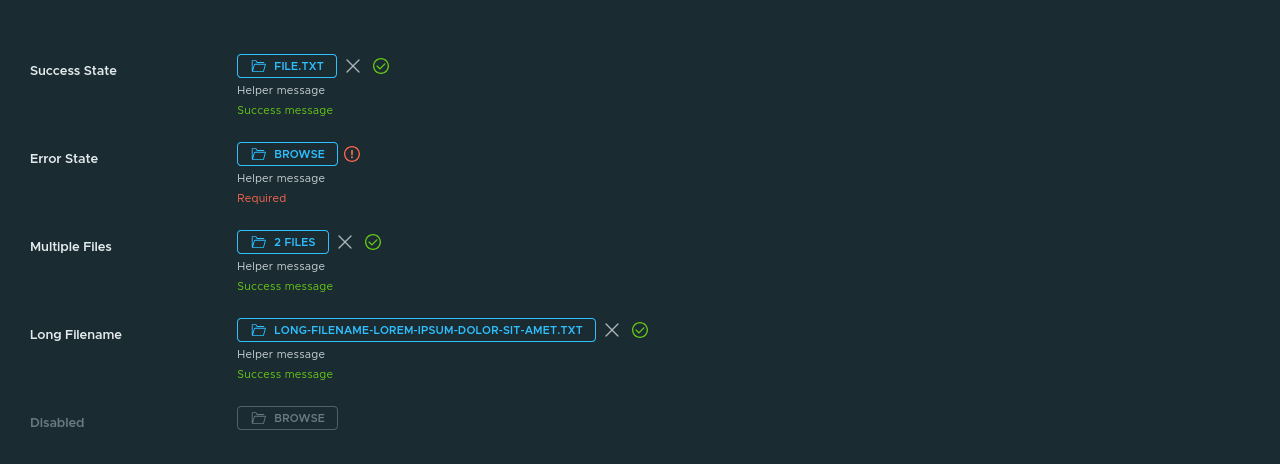 Success State
FILE.TXT
Helper message
Success message
Error State
BROWSE
Helper message
Required
Multiple Files
2 FILES
Helper message
Success message
Long Filename
LONG-FILENAME-LOREM-IPSUM-DOLOR-SIT-AMET.TXT
Helper message
Success message
Disabled
BROWSE